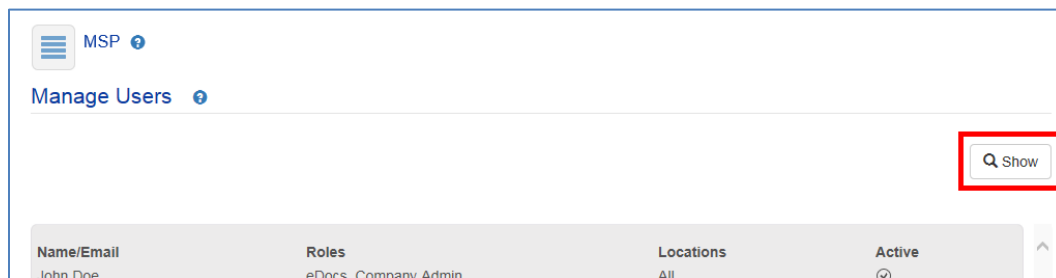 MSP ?
Manage Users ?
Show
Name/Email Roles Locations Active
John Doe eDocs, Company Admin All